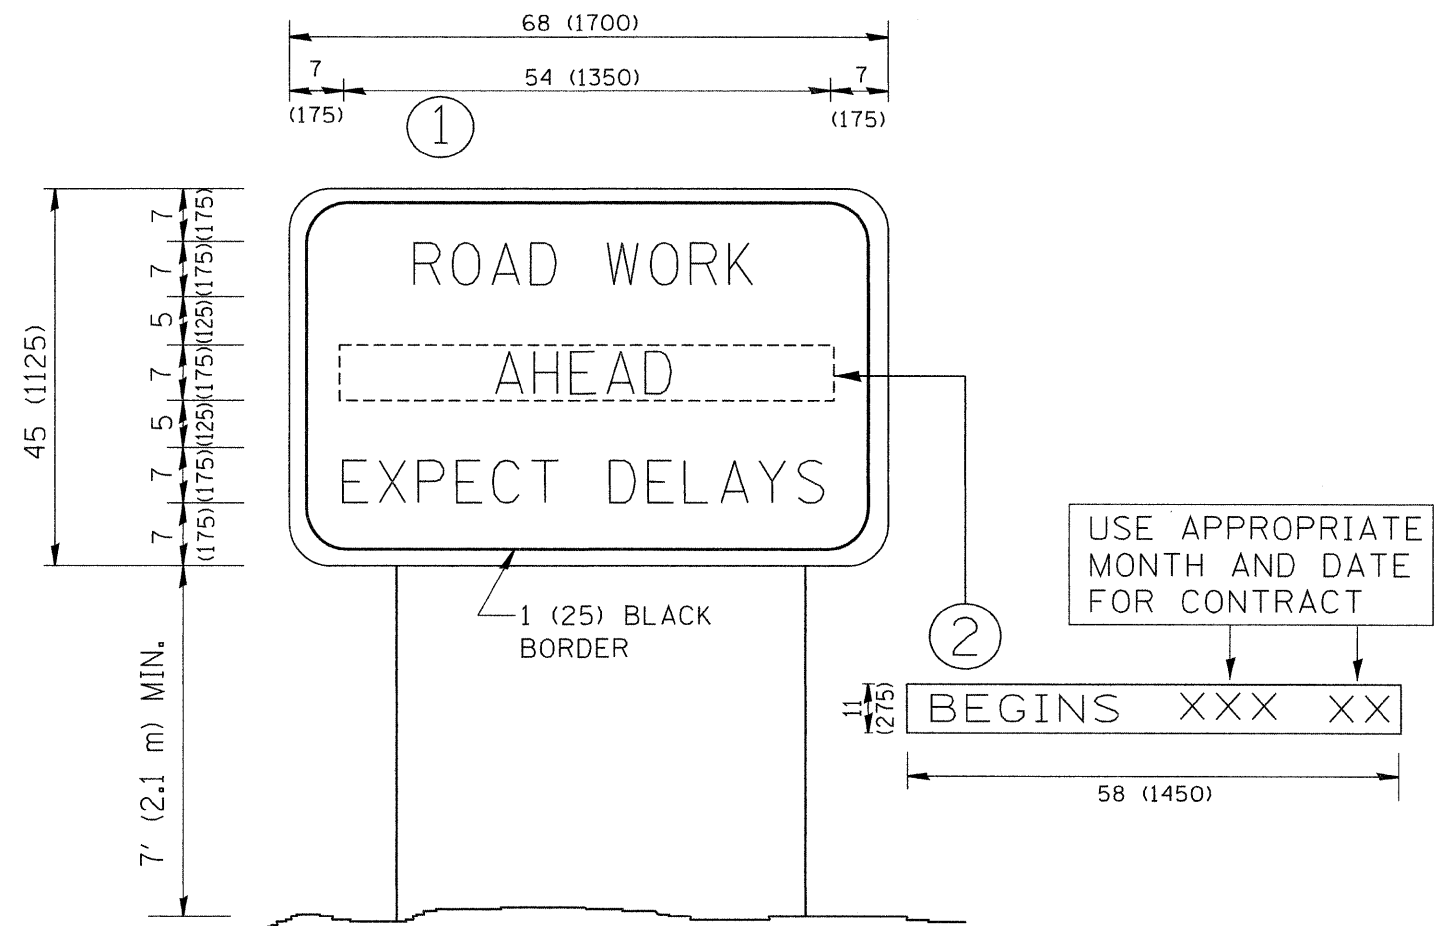 68 (1700)
7
54 (1350)
7
(175)
(175)
1
7 (175)
7 (175)
5 (125)
7 (175)
5 (125)
7 (175)
7 (175)
45 (1125)
ROAD WORK
AHEAD
EXPECT DELAYS
1 (25) BLACK
BORDER
7' (2.1 m) MIN.
USE APPROPRIATE
MONTH AND DATE
FOR CONTRACT
2
11
(275)
BEGINS XXX XX
58 (1450)